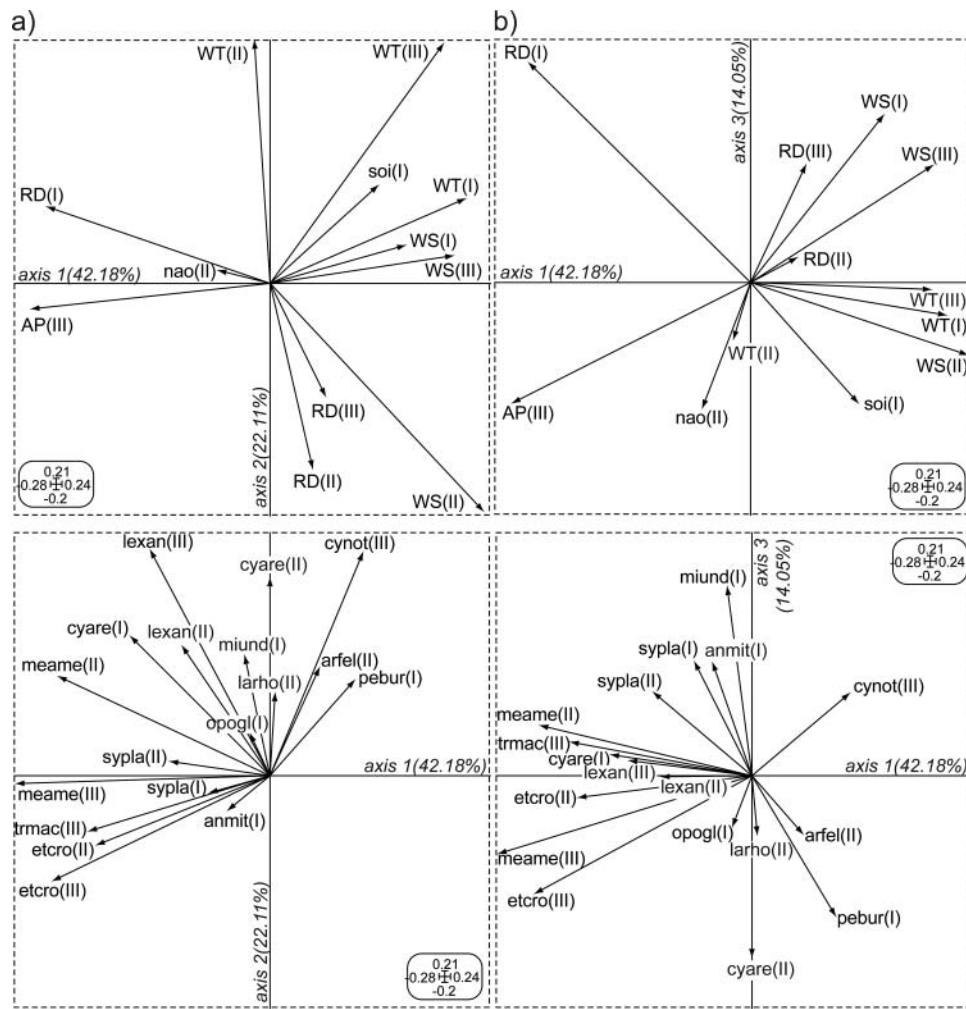 a)
b)
WT(II)
WT(III)
soi(I)
WT(I)
RD(I)
WS(I)
nao(II)
WS(III)
axis 1(42.18%)
AP(III)
RD(III)
RD(II)
WS(II)
axis 2(22.11%)
0.21
-0.28 0.24
-0.2
RD(I)
axis 3(14.05%)
WS(I)
RD(III)
WS(III)
RD(II)
axis 1(42.18%)
WT(III)
WT(I)
WT(II)
WS(II)
AP(III)
nao(II)
soi(I)
0.21
-0.28 0.24
-0.2
lexan(III)
cynot(III)
cyare(II)
cyare(I)
lexan(II)
miund(I)
meame(II)
arfel(II)
larho(II)
pebur(I)
opogl(I)
sypla(II)
axis 1(42.18%)
meame(III)
sypla(I)
anmit(I)
trmac(III)
etcro(II)
etcro(III)
axis 2(22.11%)
0.21
-0.28 0.24
-0.2
axis 3
(14.05%)
0.21
-0.28 0.24
-0.2
miund(I)
sypla(I)
anmit(I)
sypla(II)
cynot(III)
meame(II)
trmac(III)
cyare(I)
axis 1(42.18%)
lexan(III)
lexan(II)
etcro(II)
opogl(I)
arfel(II)
larho(II)
meame(III)
etcro(III)
pebur(I)
cyare(II)